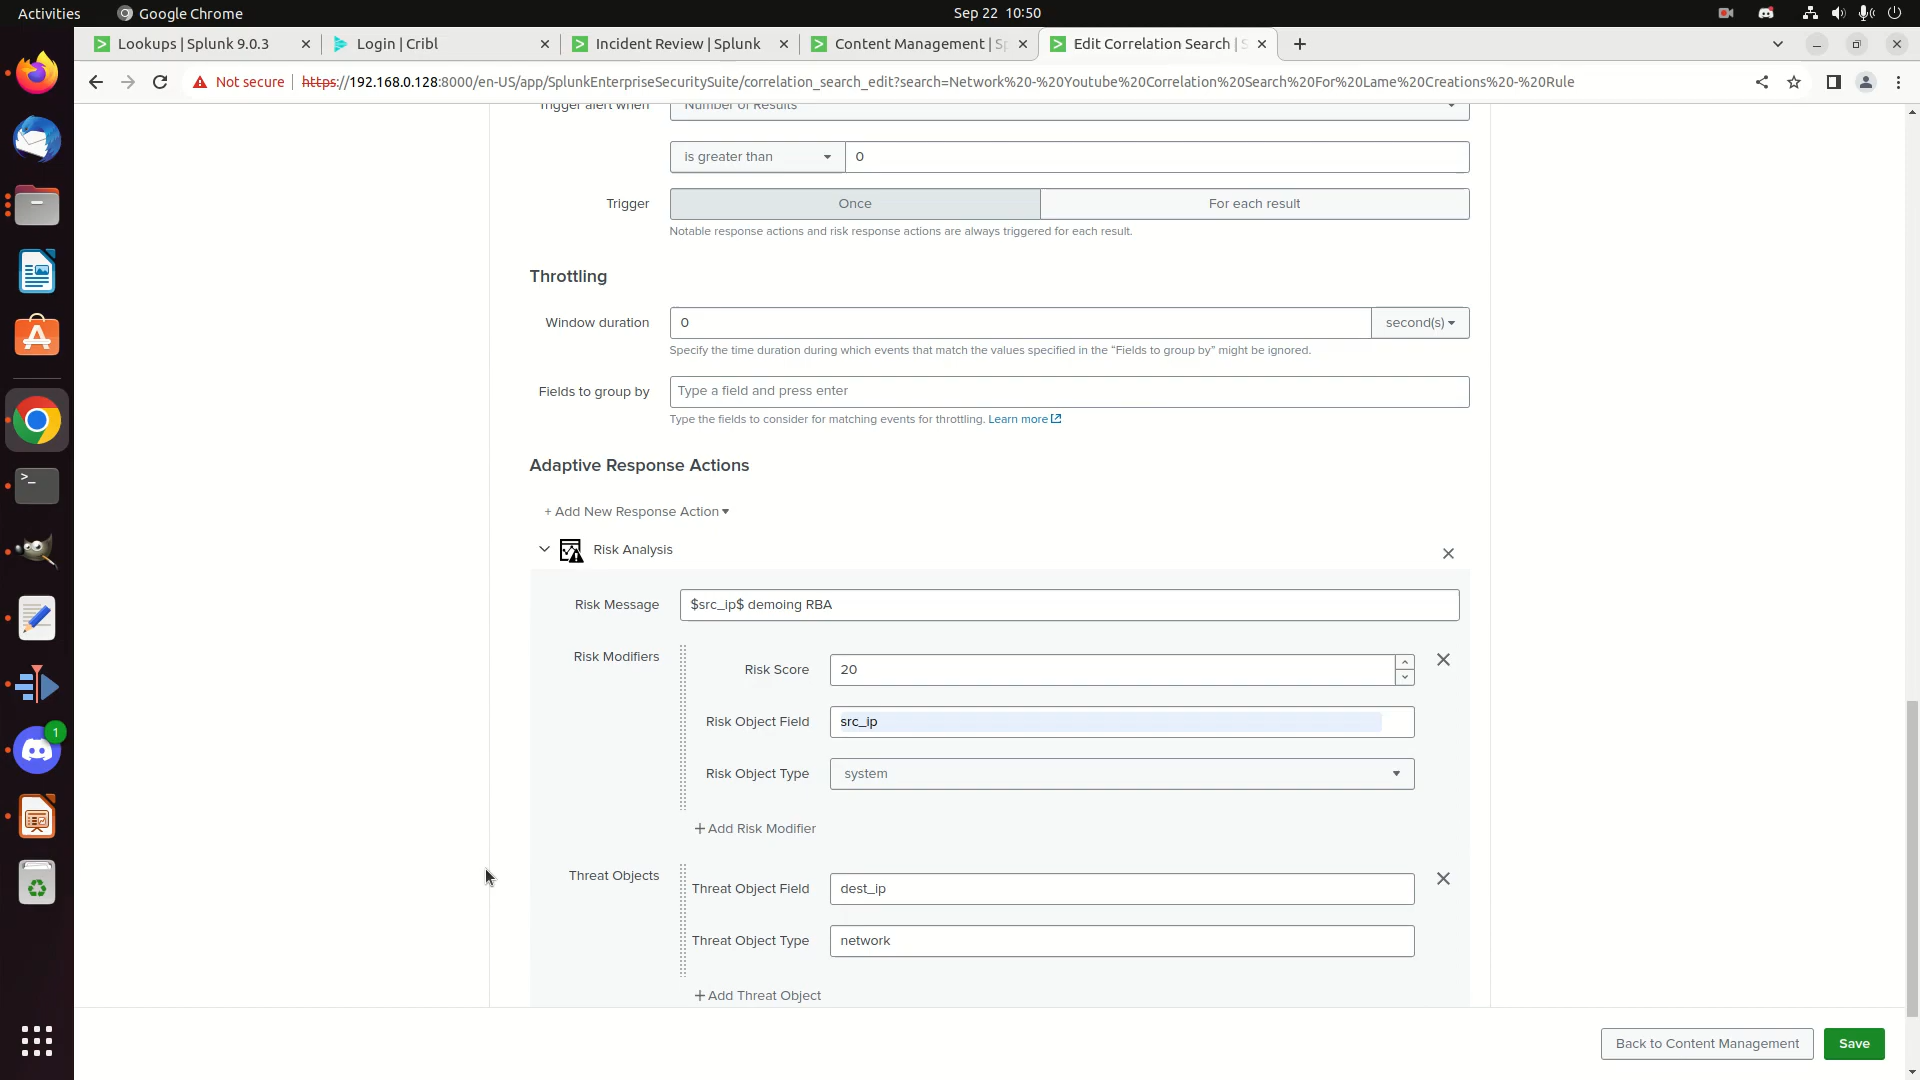 Activities
Google Chrome
Sep 22 10:50
Lookups | Splunk 9.0.3
Login | Cribl
Incident Review | Splunk
Content Management | Sp
Edit Correlation Search | S
Not secure
https://192.168.0.128:8000/en-US/app/SplunkEnterpriseSecuritySuite/correlation_search_edit?search=Network%20-%20Youtube%20Correlation%20Search%20For%20Lame%20Creations%20-%20Rule
Trigger alert when
Number of Results
is greater than
0
Trigger
Once
For each result
Notable response actions and risk response actions are always triggered for each result.
Throttling
Window duration
0
second(s)
Specify the time duration during which events that match the values specified in the “Fields to group by” might be ignored.
Fields to group by
Type a field and press enter
Type the fields to consider for matching events for throttling. Learn more
Adaptive Response Actions
+ Add New Response Action
Risk Analysis
Risk Message
$src_ip$ demoing RBA
Risk Modifiers
Risk Score
20
Risk Object Field
src_ip
Risk Object Type
system
+ Add Risk Modifier
Threat Objects
Threat Object Field
dest_ip
Threat Object Type
network
+ Add Threat Object
1
Back to Content Management
Save